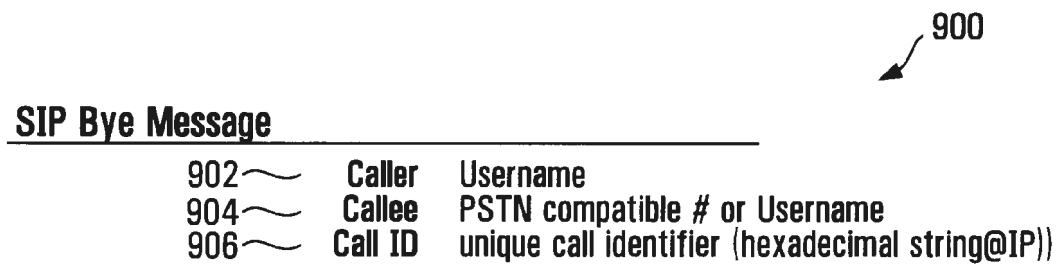 900
SIP Bye Message
902 Caller Username
904 Callee PSTN compatible # or Username
906 Call ID unique call identifier (hexadecimal string@IP))